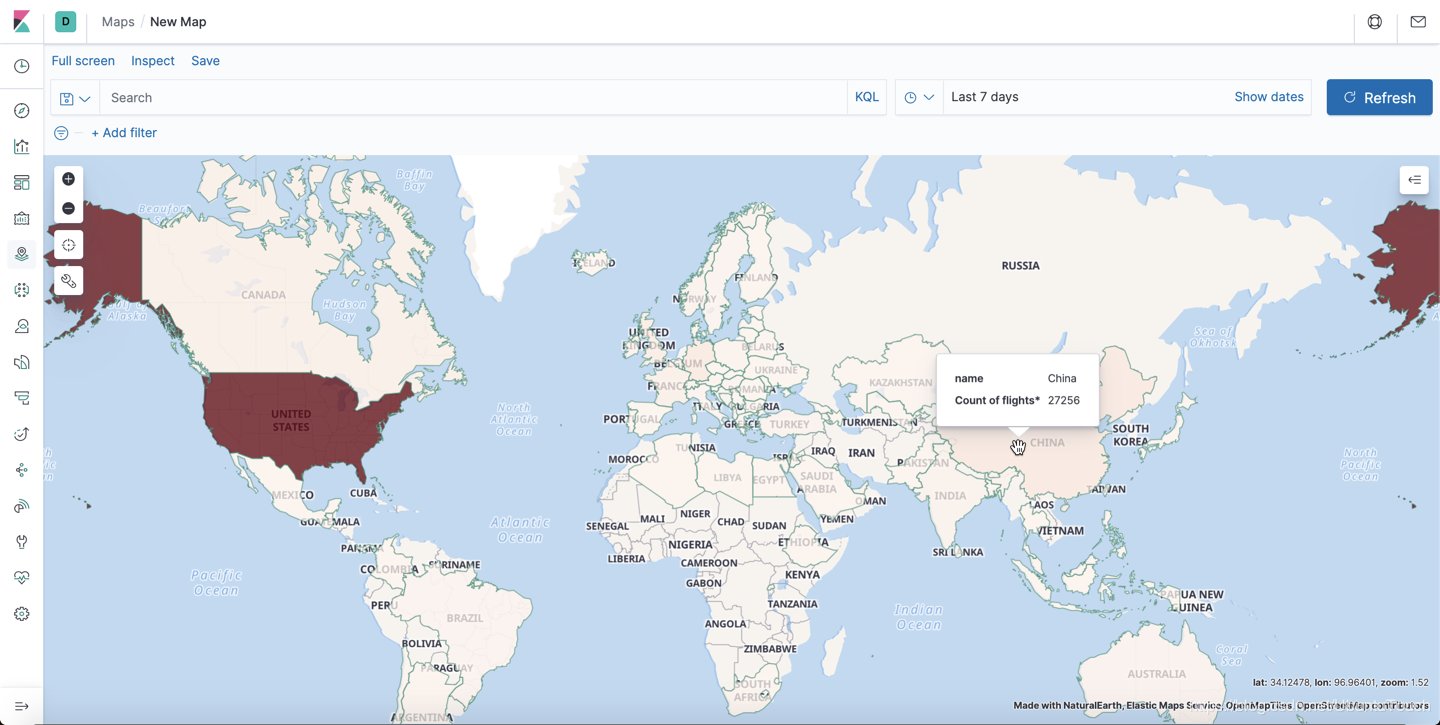 D Maps / New Map
Full screen Inspect Save
Search KQL Last 7 days Show dates Refresh
+ Add filter
Baffin
Bay
Beaufort
ICELAND
FINLAND
RUSSIA
CANADA
NORWAY
Hudson
Bay
Gulf of
Alaska
UNITED
KINGDOM
BELARUS
Sea of
Okhotsk
BELGIUM
UKRAINE
KAZAKHSTAN
FRANCE
ROMANIA
name China
Count of flights* 27256
UNITED
STATES
North
Atlantic
Ocean
PORTUGAL
ITALY
BULGARIA
GREECE
TURKEY
TURKMENISTAN
CHINA
SOUTH
KOREA
MOROCCO
TUNISIA
ISR
IRAQ
IRAN
PAKISTAN
North
Pacific
Ocean
LIBYA
EGYPT
SAUDI
ARABIA
MEXICO
CUBA
OMAN
INDIA
TAIWAN
LAOS
GUATEMALA
Atlantic
Ocean
SENEGAL
MALI
NIGER
CHAD
SUDAN
YEMEN
VIETNAM
PANAMA
LIBERIA
NIGERIA
ETHIOPIA
SRI LANKA
COLOMBIA
SURINAME
CAMEROON
GABON
KENYA
Pacific
Ocean
PERU
BRAZIL
TANZANIA
Indian
Ocean
PAPUA NEW
GUINEA
ANGOLA
BOLIVIA
ZIMBABWE
Coral
Sea
PARAGUAY
AUSTRALIA
SOUTH
AFRICA
lat: 34.12478, lon: 96.96401, zoom: 1.52
ARGENTINA
Made with NaturalEarth, Elastic Maps Service, OpenMapTiles, OpenStreetMap contributors